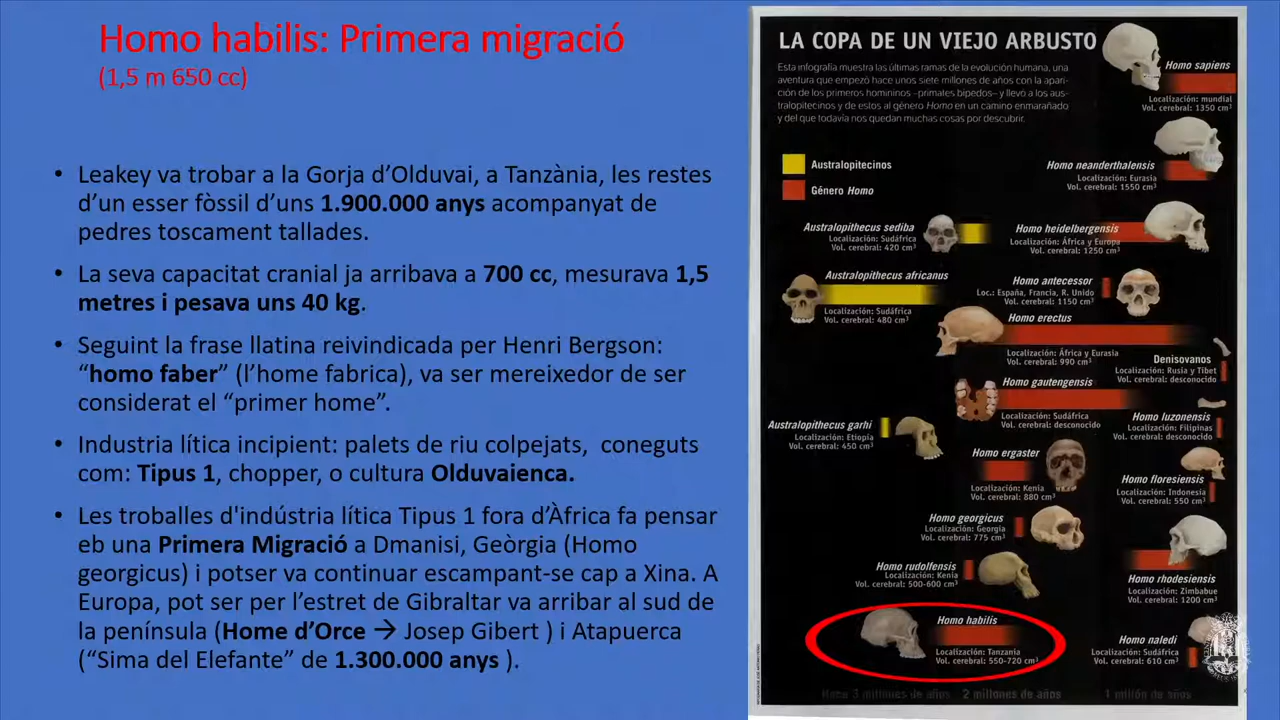 Homo habilis: Primera migració
(1,5 m 650 cc)
• Leakey va trobar a la Gorja d'Olduvai, a Tanzània, les restes
d'un esser fòssil d'uns 1.900.000 anys acompanyat de
pedres toscament tallades.
• La seva capacitat cranial ja arribava a 700 cc, mesurava 1,5
metres i pesava uns 40 kg.
• Seguint la frase llatina reivindicada per Henri Bergson:
“homo faber” (l'home fabrica), va ser mereixedor de ser
considerat el “primer home”.
• Industria lítica incipient: palets de riu colpejats, coneguts
com: Tipus 1, chopper, o cultura Olduvaienca.
• Les troballes d'indústria lítica Tipus 1 fora d'Àfrica fa pensar
eb una Primera Migració a Dmanisi, Geòrgia (Homo
georgicus) i potser va continuar escampant-se cap a Xina. A
Europa, pot ser per l'estret de Gibraltar va arribar al sud de
la península (Home d'Orce → Josep Gibert ) i Atapuerca
(“Sima del Elefante” de 1.300.000 anys ).
LA COPA DE UN VIEJO ARBUSTO
Esta infografía muestra las últimas ramas de la evolución humana, una
aventura que empezó hace unos siete millones de años con la apari-
ción de los primeros homininos –primates bípedos– y llevó a los aus-
tralopitecinos y de estos al género Homo en un camino enmarañado
y del que todavía nos quedan muchas cosas por descubrir.
Australopitecinos
Género Homo
Homo sapiens
Localización: mundial
Vol. cerebral: 1350 cm³
Homo neanderthalensis
Localización: Eurasia
Vol. cerebral: 1550 cm³
Australopithecus sediba
Localización: Sudáfrica
Vol. cerebral: 420 cm³
Homo heidelbergensis
Localización: África y Europa
Vol. cerebral: 1250 cm³
Australopithecus africanus
Localización: Sudáfrica
Vol. cerebral: 480 cm³
Homo antecessor
Loc.: España, Francia, R. Unido
Vol. cerebral: 1150 cm³
Homo erectus
Localización: África y Eurasia
Vol. cerebral: 990 cm³
Denisovanos
Localización: Rusia y Tibet
Vol. cerebral: desconocido
Homo gautengensis
Localización: Sudáfrica
Vol. cerebral: desconocido
Homo luzonensis
Localización: Filipinas
Vol. cerebral: desconocido
Australopithecus garhi
Localización: Etiopía
Vol. cerebral: 450 cm³
Homo ergaster
Localización: Kenia
Vol. cerebral: 880 cm³
Homo floresiensis
Localización: Indonesia
Vol. cerebral: 550 cm³
Homo georgicus
Localización: Georgia
Vol. cerebral: 775 cm³
Homo rudolfensis
Localización: Kenia
Vol. cerebral: 500-600 cm³
Homo rhodesiensis
Localización: Zimbabue
Vol. cerebral: 1200 cm³
Homo habilis
Localización: Tanzania
Vol. cerebral: 550-720 cm³
Homo naledi
Localización: Sudáfrica
Vol. cerebral: 610 cm³
Hace 3 millones de años
2 millones de años
1 millón de años